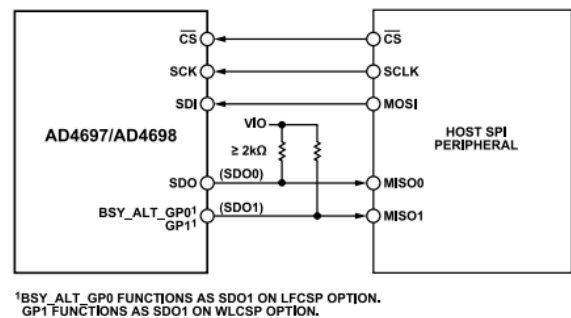 CS CS
SCK SCLK
SDI MOSI
AD4697/AD4698
HOST SPI
PERIPHERAL
VIO
≥ 2kΩ
SDO (SDO0) MISO0
BSY_ALT_GP0¹ (SDO1) MISO1
GP1¹
¹BSY_ALT_GP0 FUNCTIONS AS SDO1 ON LFCSP OPTION.
GP1 FUNCTIONS AS SDO1 ON WLCSP OPTION.